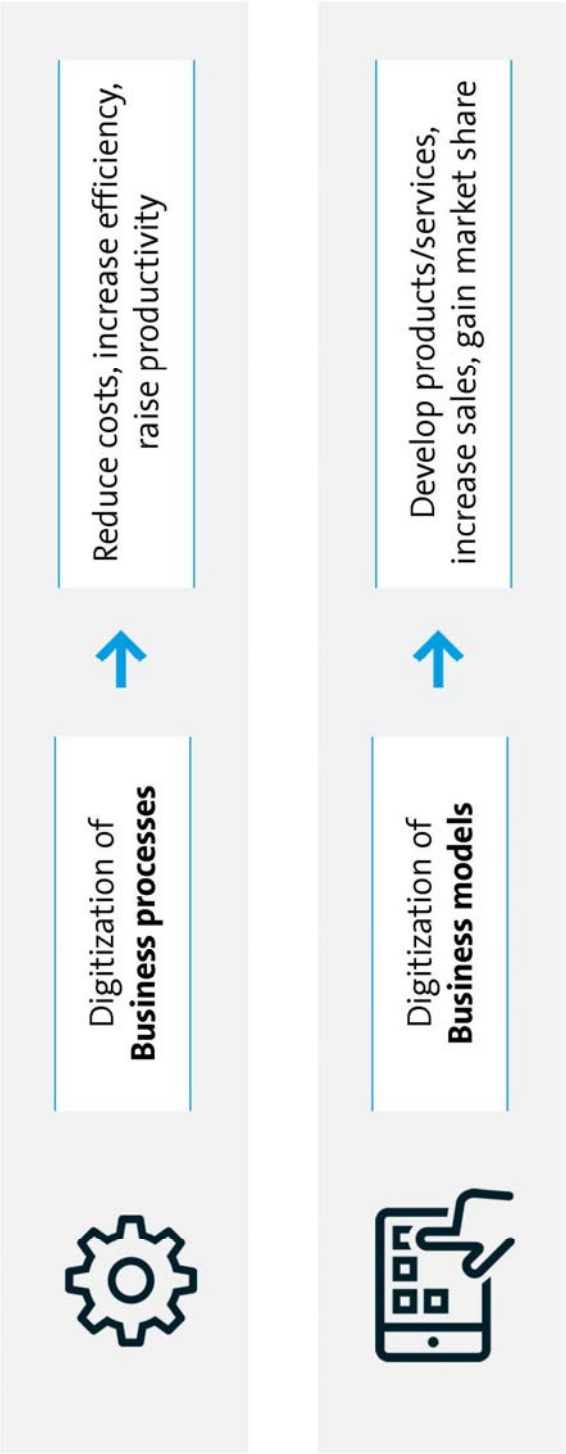 Digitization of
Business processes
Reduce costs, increase efficiency,
raise productivity
Digitization of
Business models
Develop products/services,
increase sales, gain market share